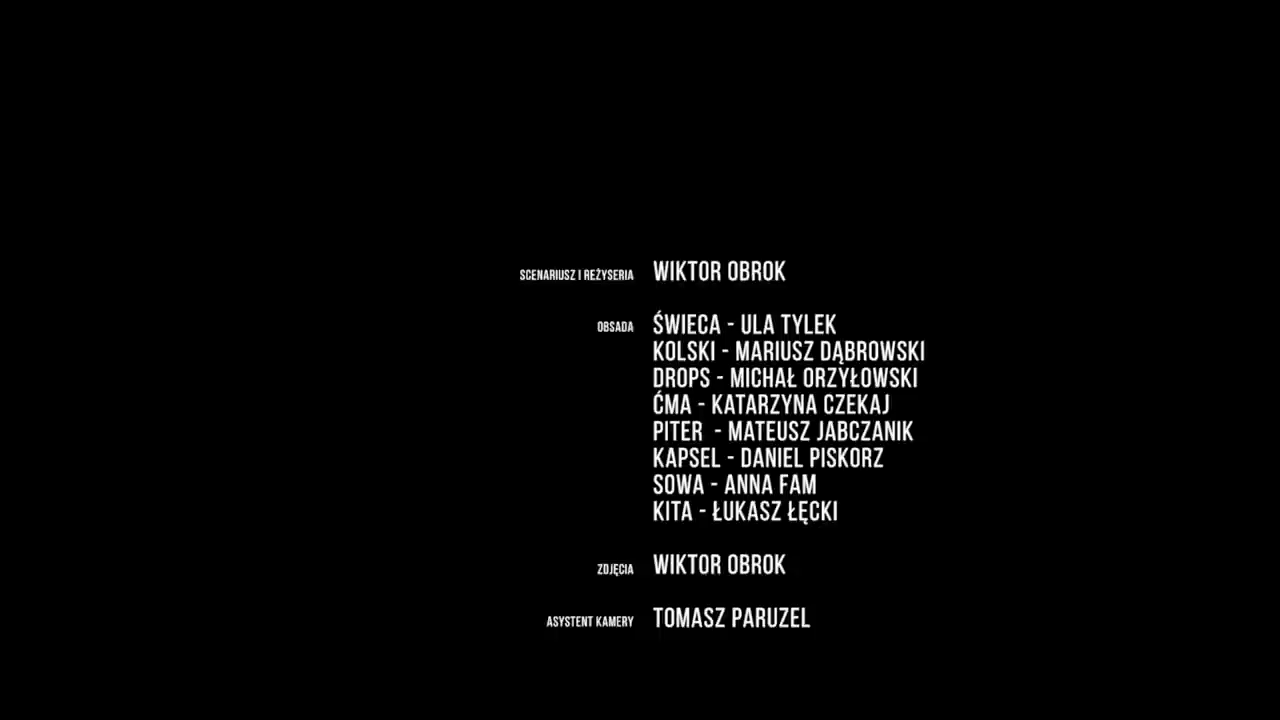 SCENARIUSZ I REŻYSERIA WIKTOR OBROK
OBSADA ŚWIECA - ULA TYLEK
KOLSKI - MARIUSZ DĄBROWSKI
DROPS - MICHAŁ ORZYŁOWSKI
ĆMA - KATARZYNA CZEKAJ
PITER - MATEUSZ JABCZANIK
KAPSEL - DANIEL PISKORZ
SOWA - ANNA FAM
KITA - ŁUKASZ ŁĘCKI
ZDJĘCIA WIKTOR OBROK
ASYSTENT KAMERY TOMASZ PARUZEL